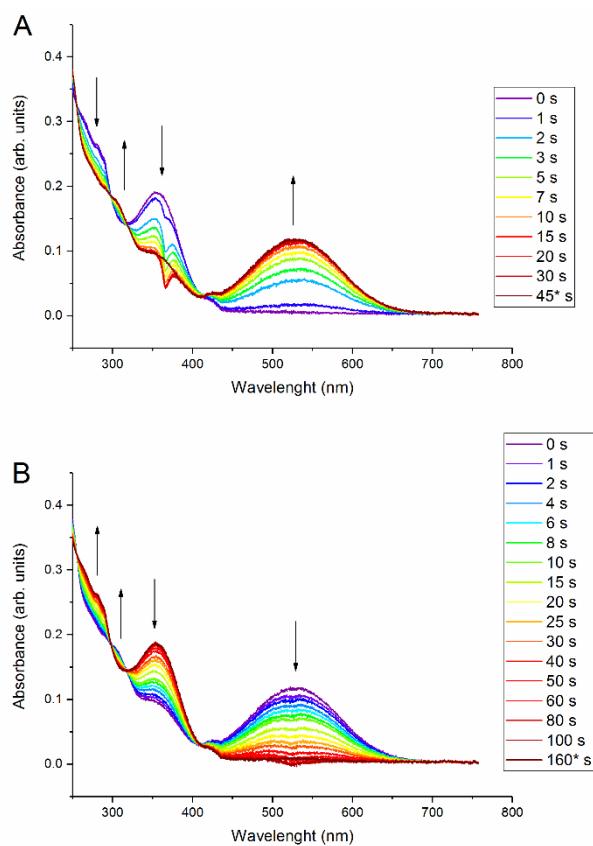 A
Absorbance (arb. units)
0.4
0.3
0.2
0.1
0.0
300 400 500 600 700 800
Wavelenght (nm)
0 s
1 s
2 s
3 s
5 s
7 s
10 s
15 s
20 s
30 s
45* s
B
Absorbance (arb. units)
0.4
0.3
0.2
0.1
0.0
300 400 500 600 700 800
Wavelenght (nm)
0 s
1 s
2 s
4 s
6 s
8 s
10 s
15 s
20 s
25 s
30 s
40 s
50 s
60 s
80 s
100 s
160* s